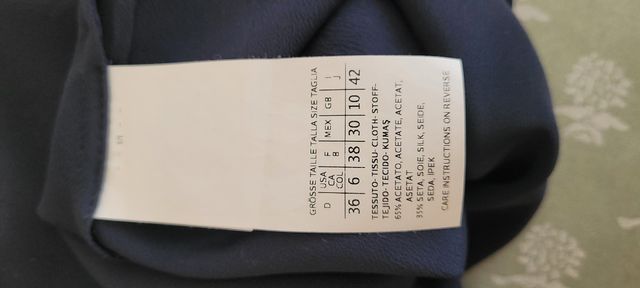 GRÖSSE TAILLE TALLA SIZE TAGLIA
D USA F MEX GB I
CA B J
COL
36 6 38 30 10 42
TESSUTO- TISSU- CLOTH- STOFF-
TEJIDO- TECIDO- KUMAŞ
65% ACETATO, ACETATE, ACETAT,
ASETAT
35% SETA, SOIE, SILK, SEIDE,
SEDA, IPEK
CARE INSTRUCTIONS ON REVERSE